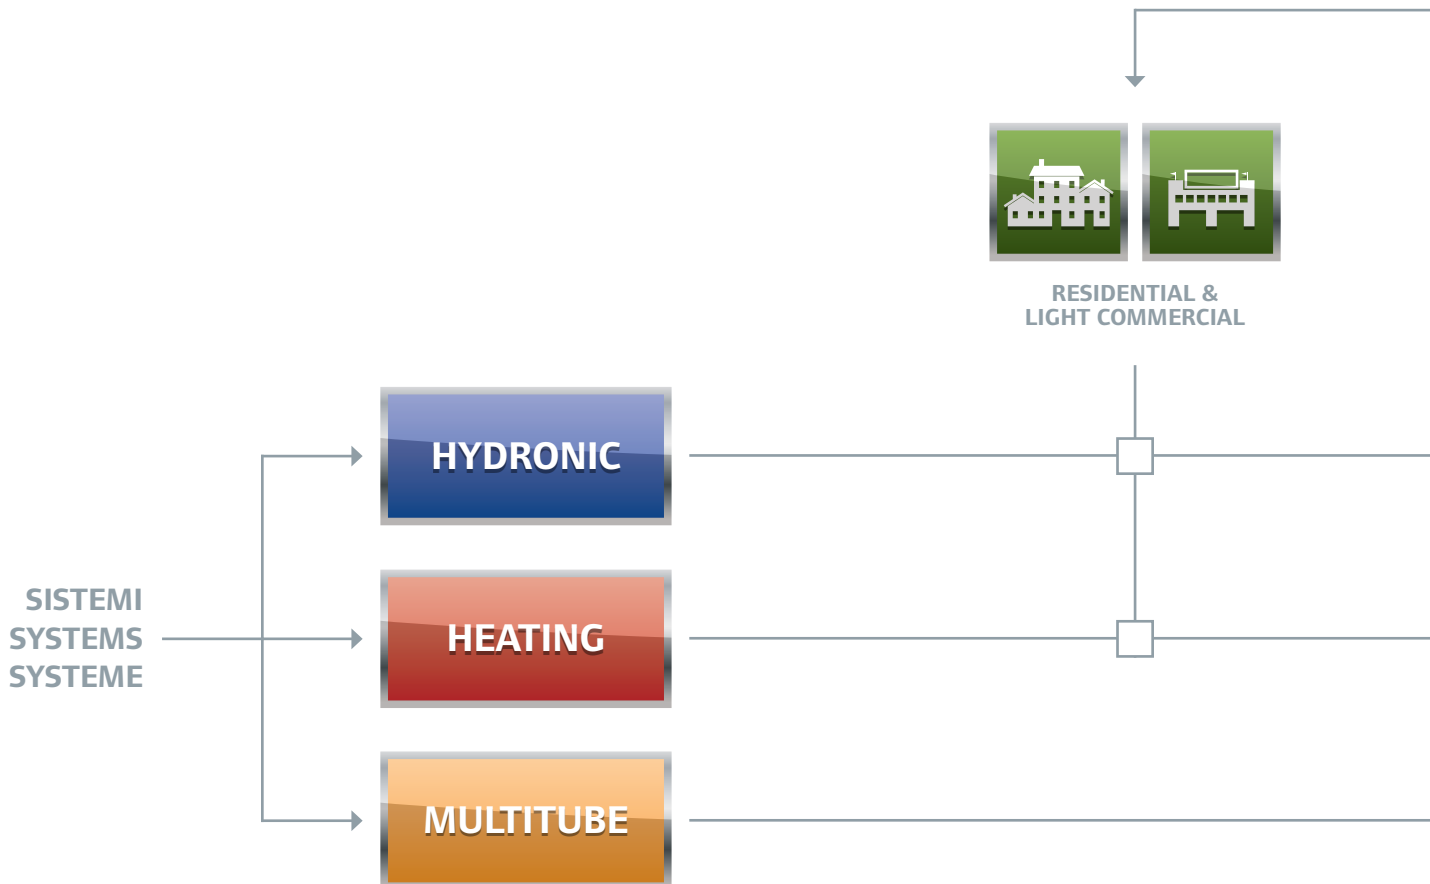 RESIDENTIAL &
LIGHT COMMERCIAL
HYDRONIC
SISTEMI
SYSTEMS
SYSTEME
HEATING
MULTITUBE